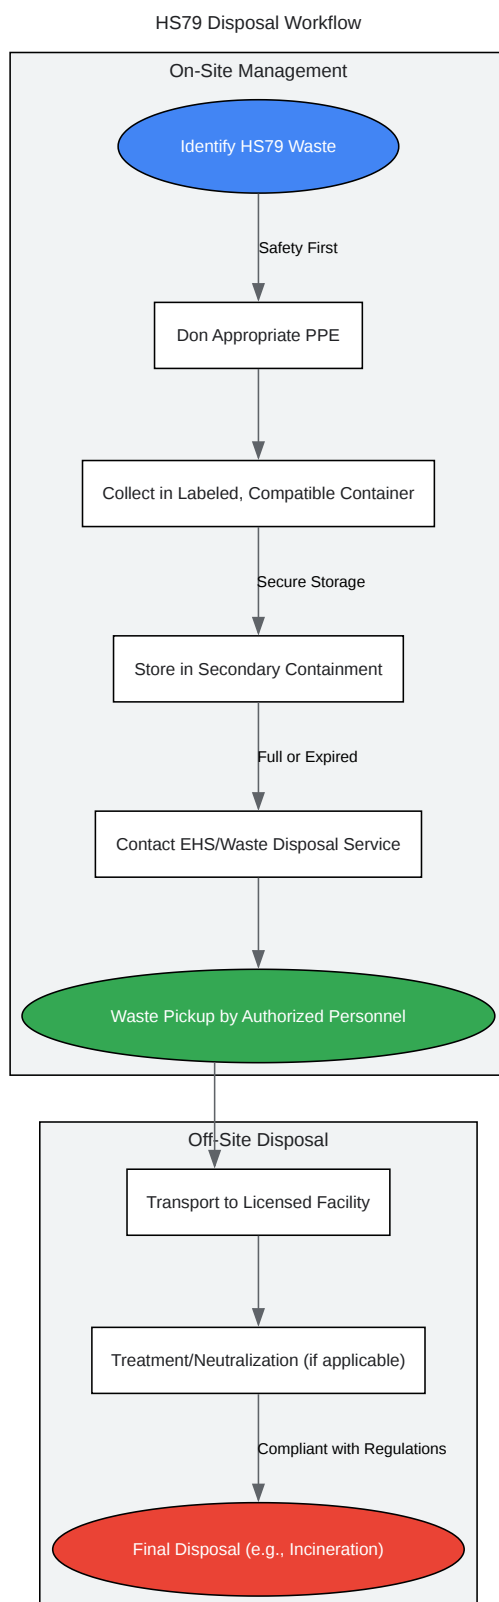 HS79 Disposal Workflow
On-Site Management
Identify HS79 Waste
Safety First
Don Appropriate PPE
Collect in Labeled, Compatible Container
Secure Storage
Store in Secondary Containment
Full or Expired
Contact EHS/Waste Disposal Service
Waste Pickup by Authorized Personnel
Off-Site Disposal
Transport to Licensed Facility
Treatment/Neutralization (if applicable)
Compliant with Regulations
Final Disposal (e.g., Incineration)